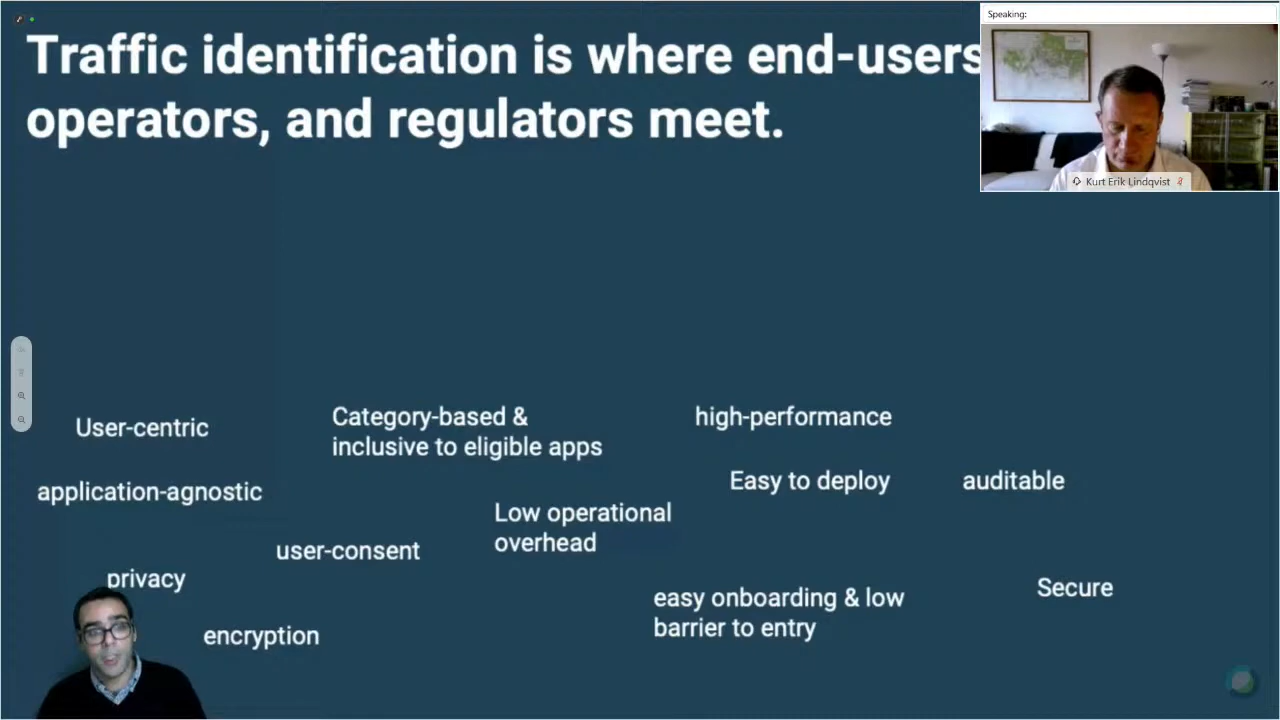 Traffic identification is where end-users
operators, and regulators meet.
Speaking:
Kurt Erik Lindqvist
User-centric
Category-based &
inclusive to eligible apps
high-performance
application-agnostic
Easy to deploy
auditable
Low operational
overhead
user-consent
privacy
easy onboarding & low
barrier to entry
Secure
encryption